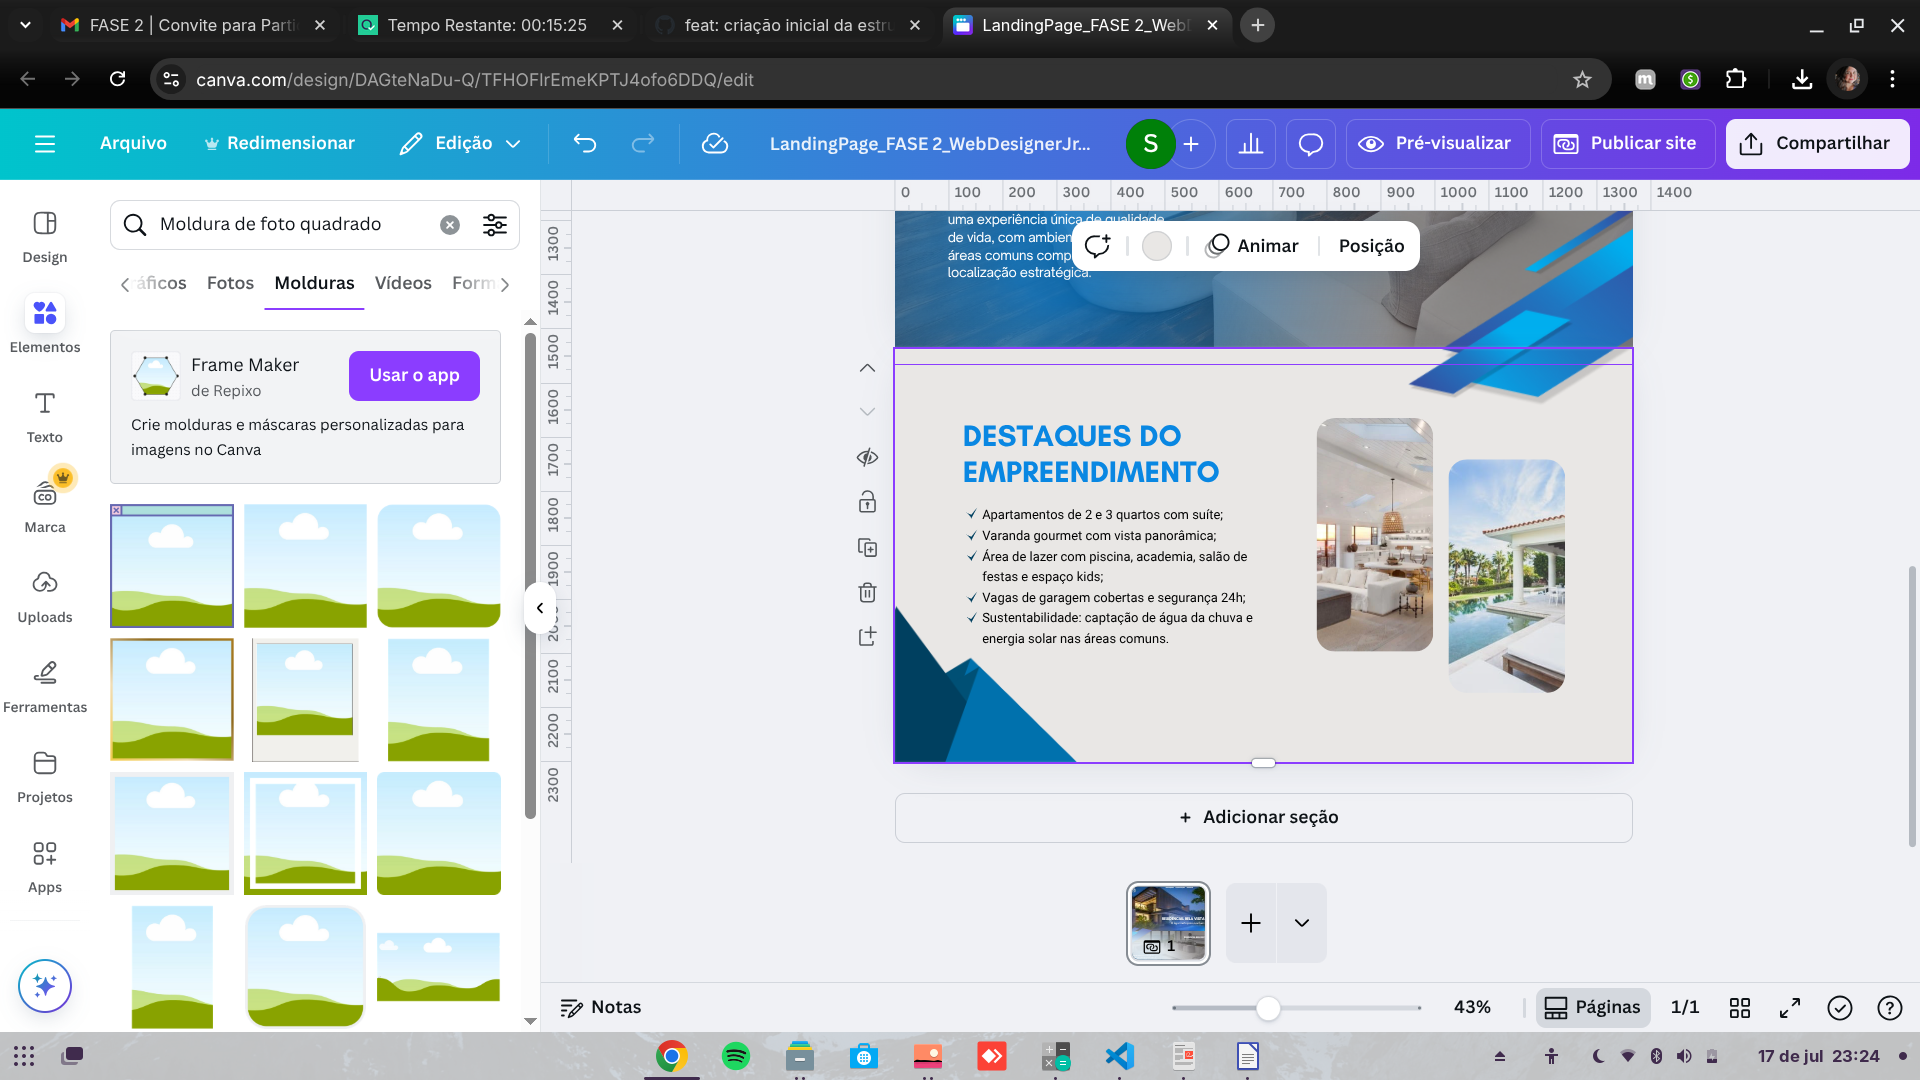 FASE 2 | Convite para Parti
Tempo Restante: 00:15:25
feat: criação inicial da estru
LandingPage_FASE 2_WebD
canva.com/design/DAGteNaDu-Q/TFHOFlrEmeKPTJ4ofo6DDQ/edit
Arquivo
Redimensionar
Edição
LandingPage_FASE 2_WebDesignerJr...
S
Pré-visualizar
Publicar site
Compartilhar
Design
Elementos
Texto
Marca
Uploads
Ferramentas
Projetos
Apps
Moldura de foto quadrado
áficos
Fotos
Molduras
Vídeos
Form
Frame Maker
de Repixo
Usar o app
Crie molduras e máscaras personalizadas para
imagens no Canva
0 100 200 300 400 500 600 700 800 900 1000 1100 1200 1300 1400
1300
1400
1500
1600
1700
1800
1900
2100
2200
2300
uma experiência única de qualidade
de vida, com ambien
áreas comuns comp
localização estratégica.
Animar
Posição
DESTAQUES DO
EMPREENDIMENTO
Apartamentos de 2 e 3 quartos com suíte;
Varanda gourmet com vista panorâmica;
Área de lazer com piscina, academia, salão de
festas e espaço kids;
Vagas de garagem cobertas e segurança 24h;
Sustentabilidade: captação de água da chuva e
energia solar nas áreas comuns.
+ Adicionar seção
1
Notas
43%
Páginas
1/1
17 de jul 23:24